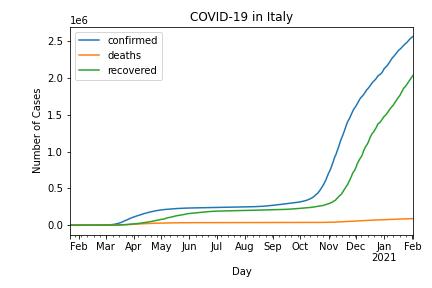 COVID-19 in Italy
1e6
2.5
2.0
1.5
1.0
0.5
0.0
Number of Cases
confirmed
deaths
recovered
Feb Mar Apr May Jun Jul Aug Sep Oct Nov Dec Jan Feb
2021
Day